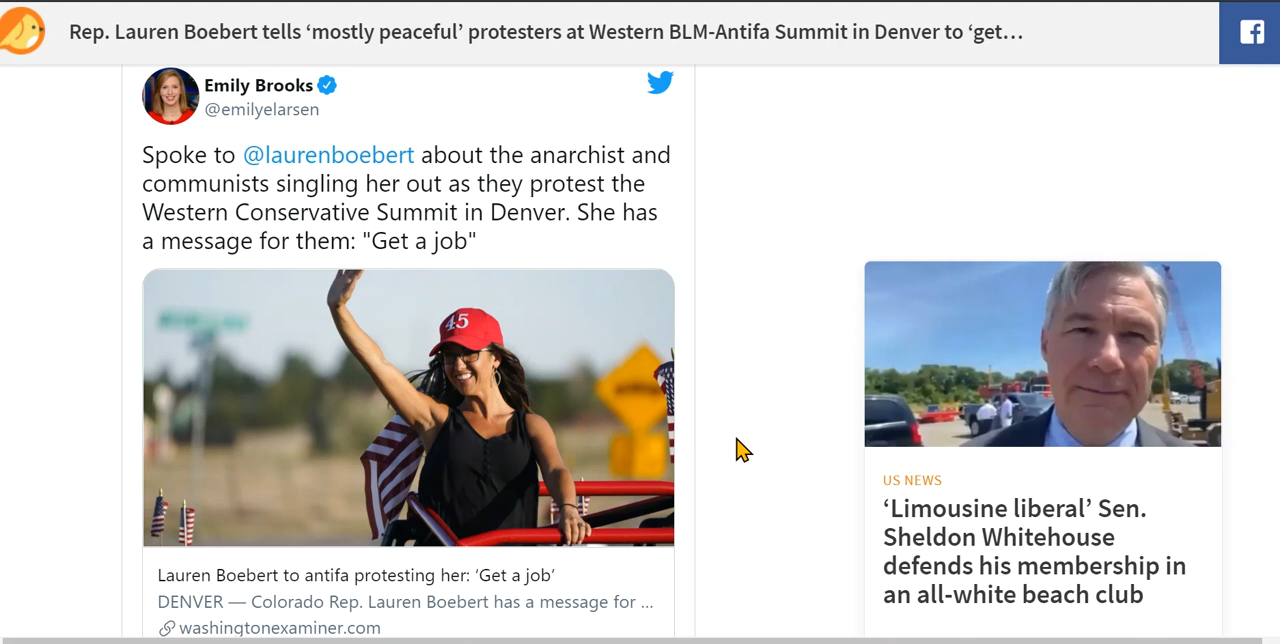 Rep. Lauren Boebert tells ‘mostly peaceful’ protesters at Western BLM-Antifa Summit in Denver to ‘get…
Emily Brooks
@emilyelarsen
Spoke to @laurenboebert about the anarchist and
communists singling her out as they protest the
Western Conservative Summit in Denver. She has
a message for them: "Get a job"
45
Lauren Boebert to antifa protesting her: ‘Get a job’
DENVER — Colorado Rep. Lauren Boebert has a message for ...
washingtonexaminer.com
US NEWS
‘Limousine liberal’ Sen.
Sheldon Whitehouse
defends his membership in
an all-white beach club